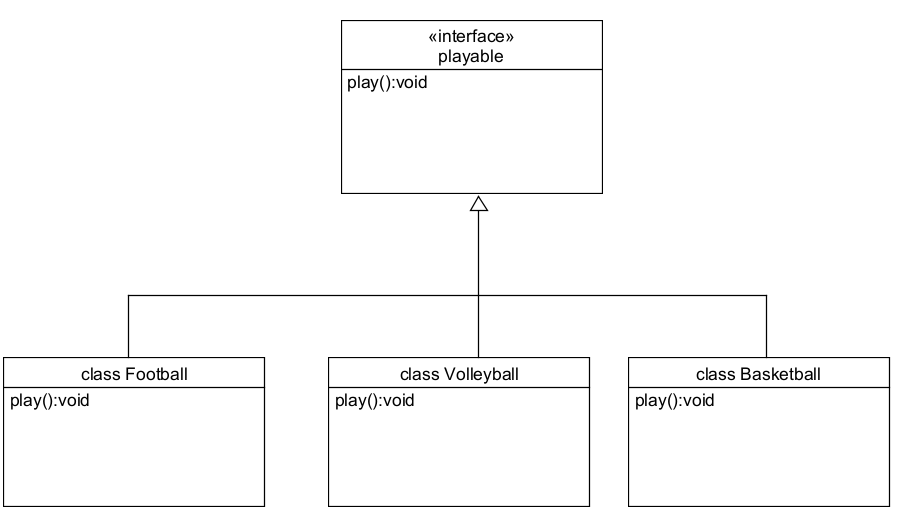 «interface»
playable
play():void
class Football
play():void
class Volleyball
play():void
class Basketball
play():void